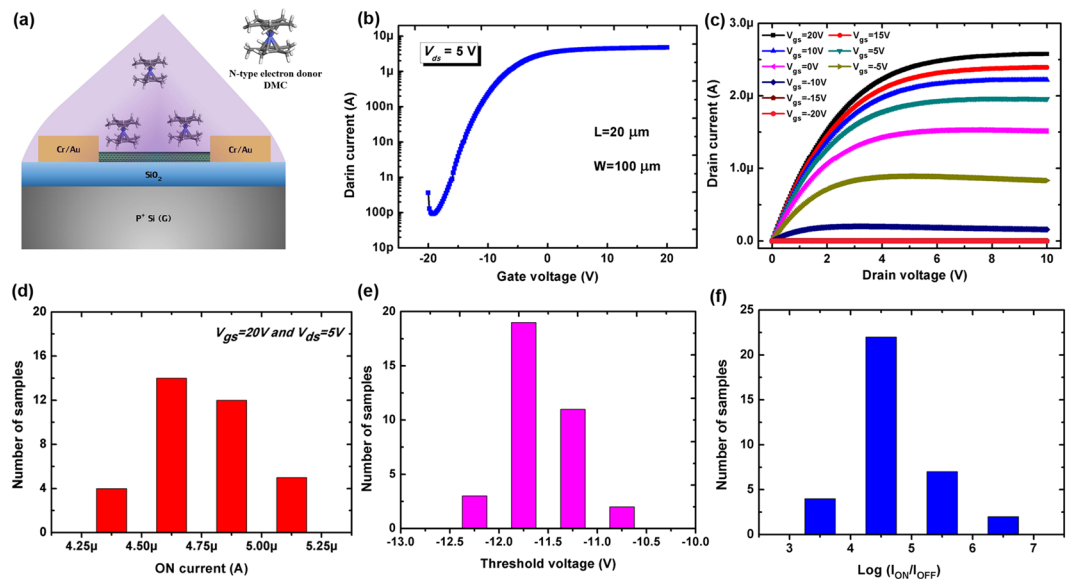 (a)
N-type electron donor
DMC
Cr/Au
Cr/Au
SiO2
P+ Si (G)
(b)
Vds = 5 V
L=20 μm
W=100 μm
Darin current (A)
10μ
1μ
100n
10n
1n
100p
10p
-20
-10
0
10
20
Gate voltage (V)
(c)
Vgs=20V
Vgs=15V
Vgs=10V
Vgs=5V
Vgs=0V
Vgs=-5V
Vgs=-10V
Vgs=-15V
Vgs=-20V
Drain current (A)
3.0μ
2.0μ
1.0μ
0.0
0
2
4
6
8
10
Drain voltage (V)
(d)
Vgs=20V and Vds=5V
Number of samples
20
16
12
8
4
0
4.25μ
4.50μ
4.75μ
5.00μ
5.25μ
ON current (A)
(e)
Number of samples
20
15
10
5
0
-13.0
-12.5
-12.0
-11.5
-11.0
-10.5
-10.0
Threshold voltage (V)
(f)
Number of samples
25
20
15
10
5
0
3
4
5
6
7
Log (ION/IOFF)